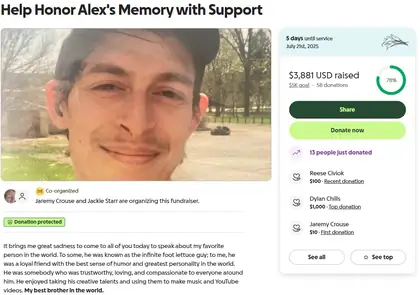 Help Honor Alex's Memory with Support
5 days until service
July 21st, 2025
$3,881 USD raised
$5K goal · 58 donations
78%
Share
Donate now
13 people just donated
Reese Civiok
$100 · Recent donation
Dylan Chills
$1,000 · Top donation
Jeremy Crouse
$10 · First donation
See all
See top
Co-organized
Jeremy Crouse and Jackie Starr are organizing this fundraiser.
Donation protected
It brings me great sadness to come to all of you today to speak about my favorite
person in the world. To some, he was known as the infinite foot lettuce guy; to me, he
was a loyal friend with the best sense of humor and greatest personality in the world.
He was somebody who was trustworthy, loving, and compassionate to everyone around
him. He enjoyed taking his creative talents and using them to make music and YouTube
videos. My best brother in the world.